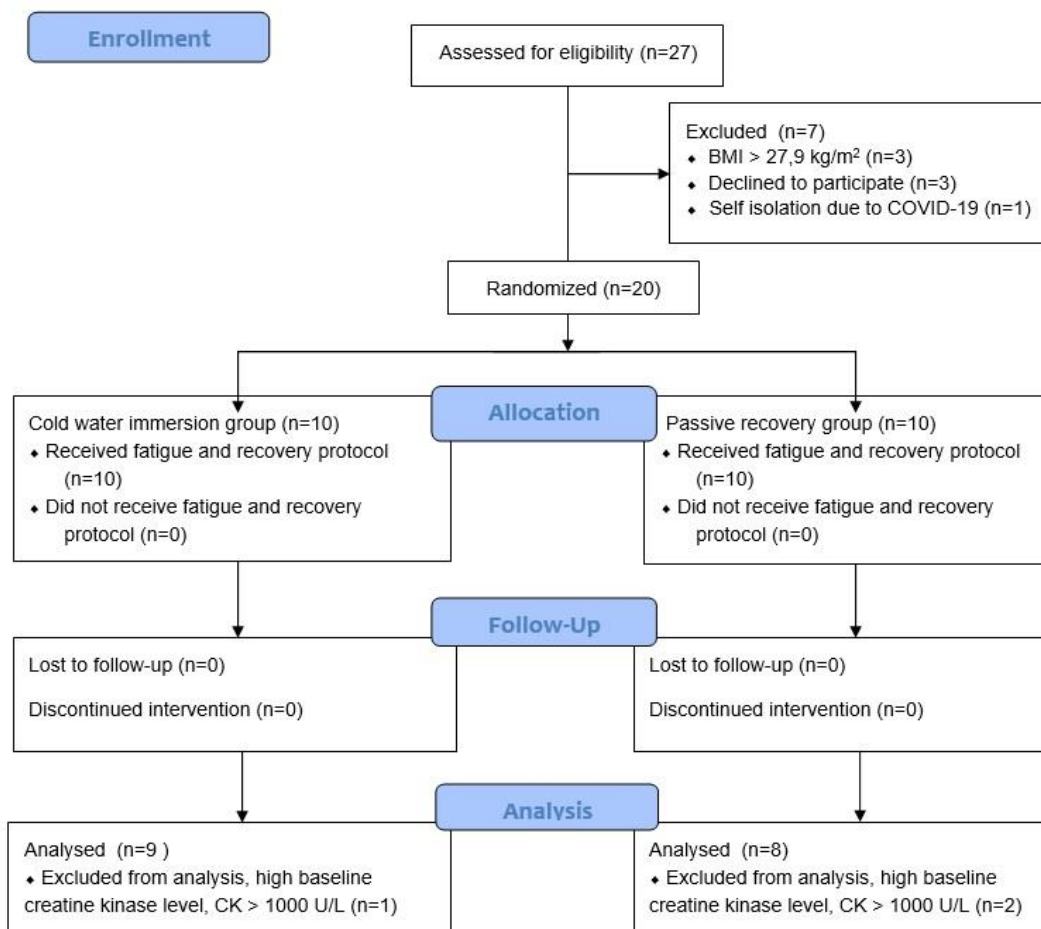 Enrollment
Assessed for eligibility (n=27)
Excluded (n=7)
⬥ BMI > 27,9 kg/m² (n=3)
⬥ Declined to participate (n=3)
⬥ Self isolation due to COVID-19 (n=1)
Randomized (n=20)
Allocation
Cold water immersion group (n=10)
⬥ Received fatigue and recovery protocol
(n=10)
⬥ Did not receive fatigue and recovery
protocol (n=0)
Passive recovery group (n=10)
⬥ Received fatigue and recovery protocol
(n=10)
⬥ Did not receive fatigue and recovery
protocol (n=0)
Follow-Up
Lost to follow-up (n=0)
Discontinued intervention (n=0)
Lost to follow-up (n=0)
Discontinued intervention (n=0)
Analysis
Analysed (n=9 )
⬥ Excluded from analysis, high baseline
creatine kinase level, CK > 1000 U/L (n=1)
Analysed (n=8)
⬥ Excluded from analysis, high baseline
creatine kinase level, CK > 1000 U/L (n=2)